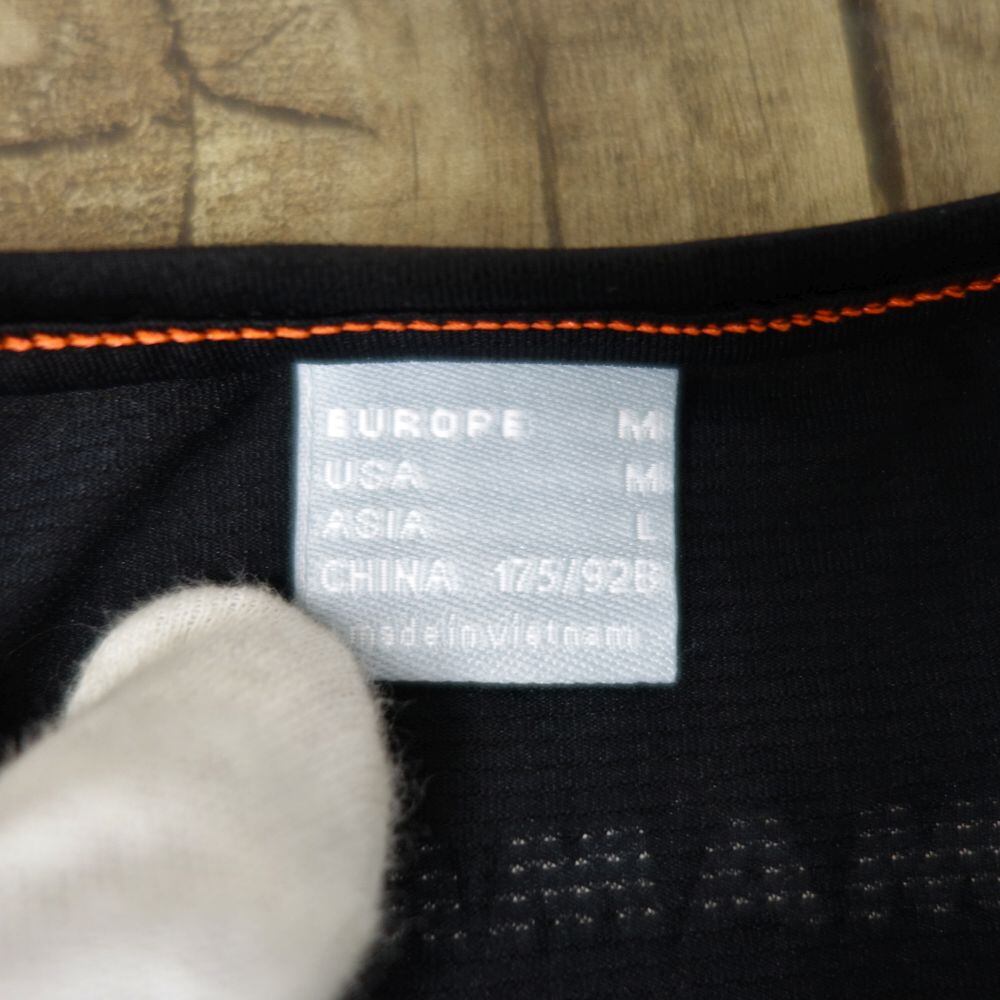 EUROPE M
USA M
ASIA L
CHINA 175/92B
made in vietnam